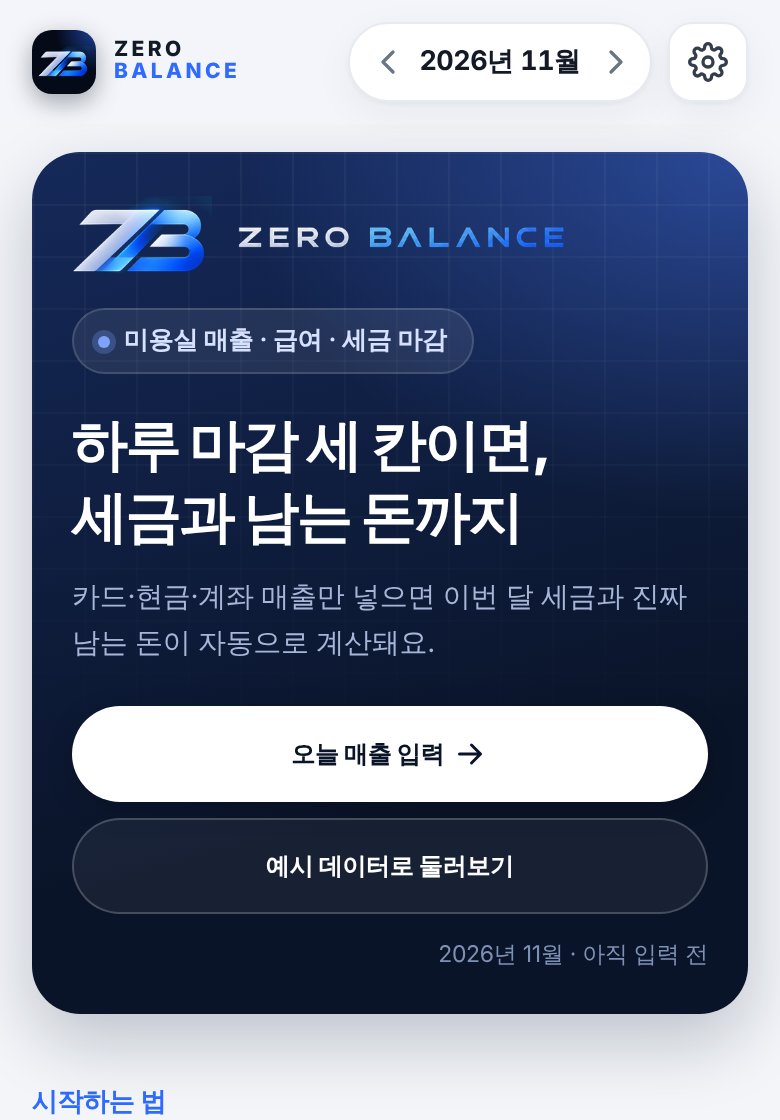 ZERO
BALANCE
2026년 11월
ZERO BALANCE
미용실 매출 · 급여 · 세금 마감
하루 마감 세 칸이면,
세금과 남는 돈까지
카드·현금·계좌 매출만 넣으면 이번 달 세금과 진짜
남는 돈이 자동으로 계산돼요.
오늘 매출 입력 →
예시 데이터로 둘러보기
2026년 11월 · 아직 입력 전
시작하는 법